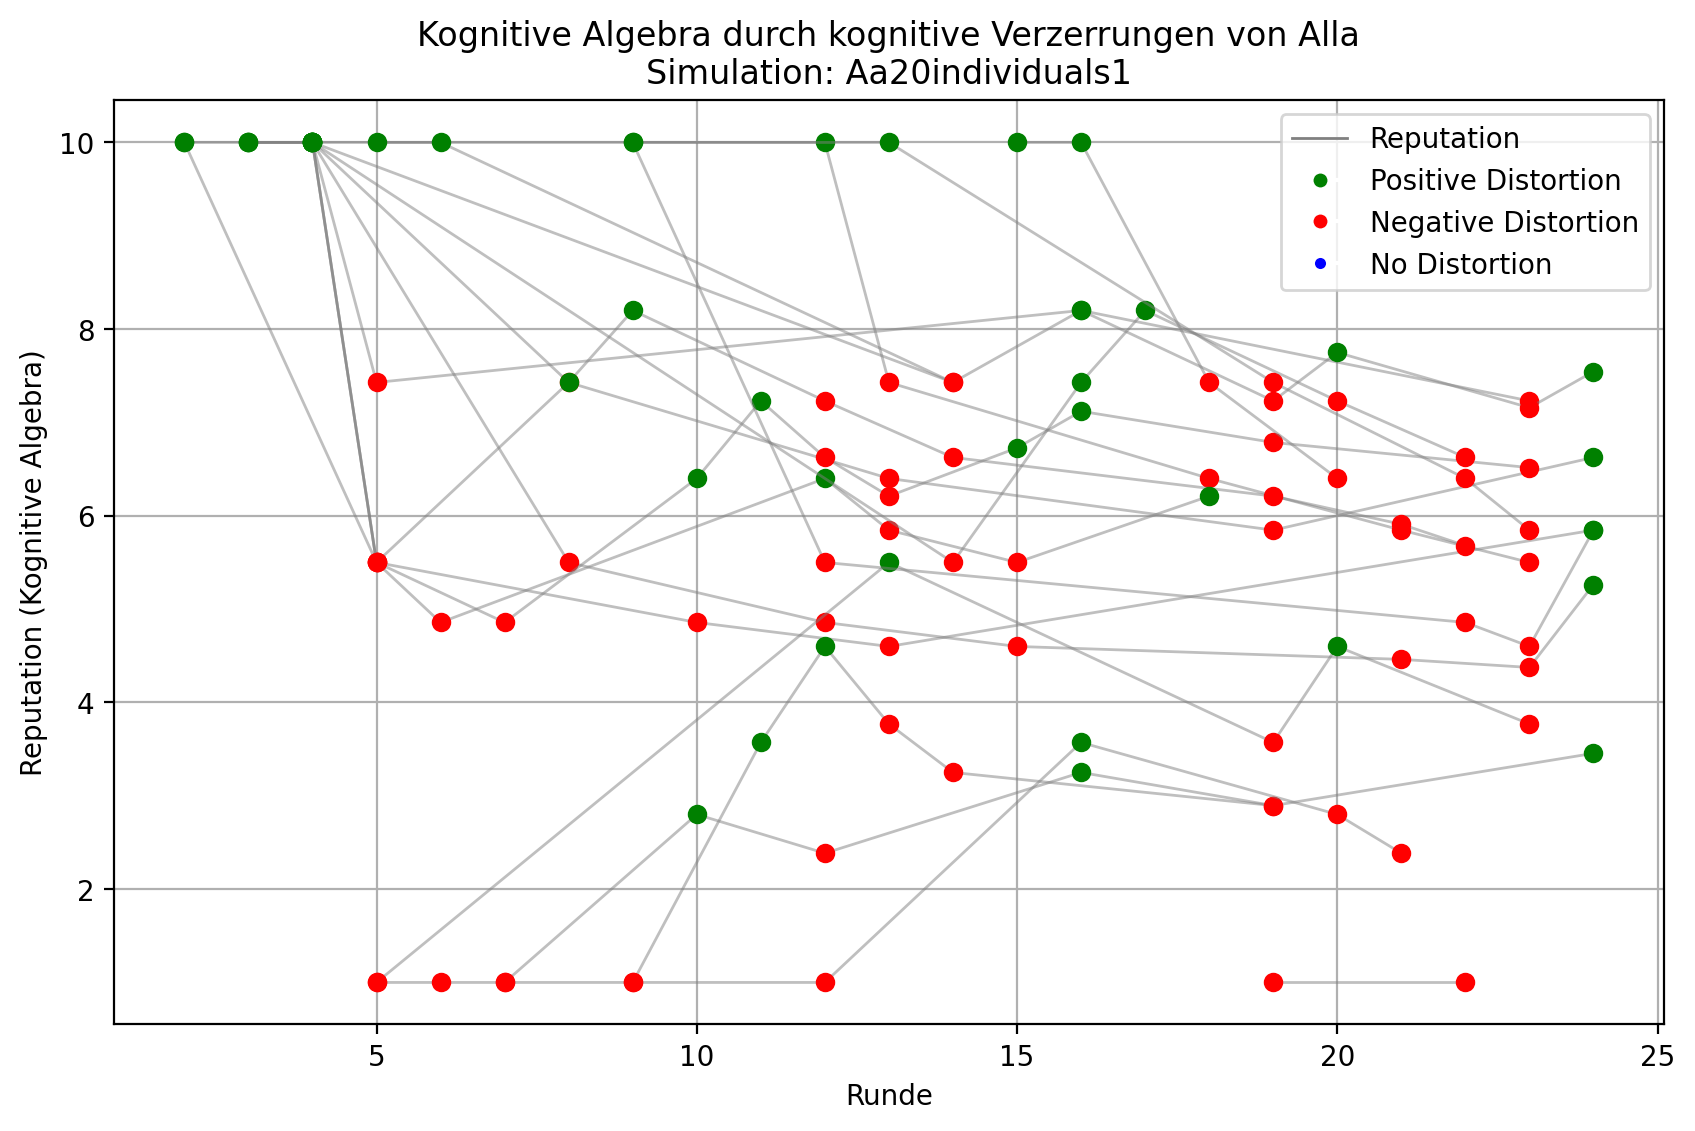 Kognitive Algebra durch kognitive Verzerrungen von Alla
Simulation: Aa20individuals1
Reputation (Kognitive Algebra)
10
8
6
4
2
Reputation
Positive Distortion
Negative Distortion
No Distortion
5
10
15
20
25
Runde